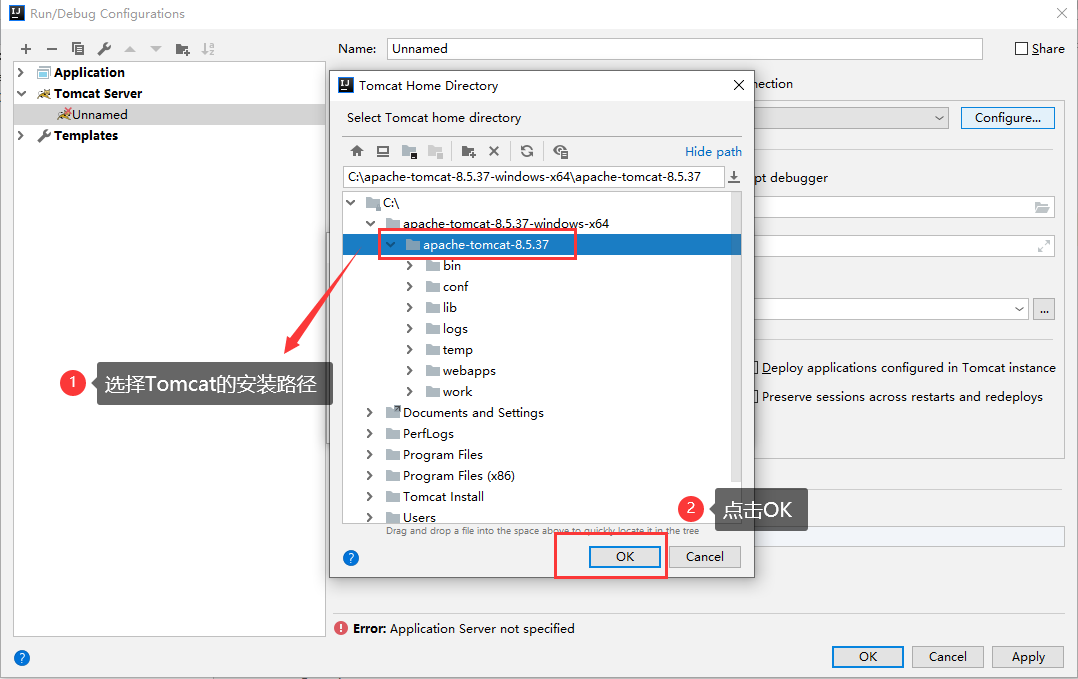 Run/Debug Configurations
Name: Unnamed
Share
Application
Tomcat Server
Unnamed
Templates
Tomcat Home Directory
Select Tomcat home directory
Hide path
C:\apache-tomcat-8.5.37-windows-x64\apache-tomcat-8.5.37
C:\
apache-tomcat-8.5.37-windows-x64
apache-tomcat-8.5.37
bin
conf
lib
logs
temp
webapps
work
Documents and Settings
PerfLogs
Program Files
Program Files (x86)
Tomcat Install
Users
Drag and drop a file into the space above to quickly locate it in the tree
?
OK
Cancel
1
选择Tomcat的安装路径
2
点击OK
nection
Configure...
pt debugger
...
Deploy applications configured in Tomcat instance
Preserve sessions across restarts and redeploys
Error: Application Server not specified
?
OK
Cancel
Apply